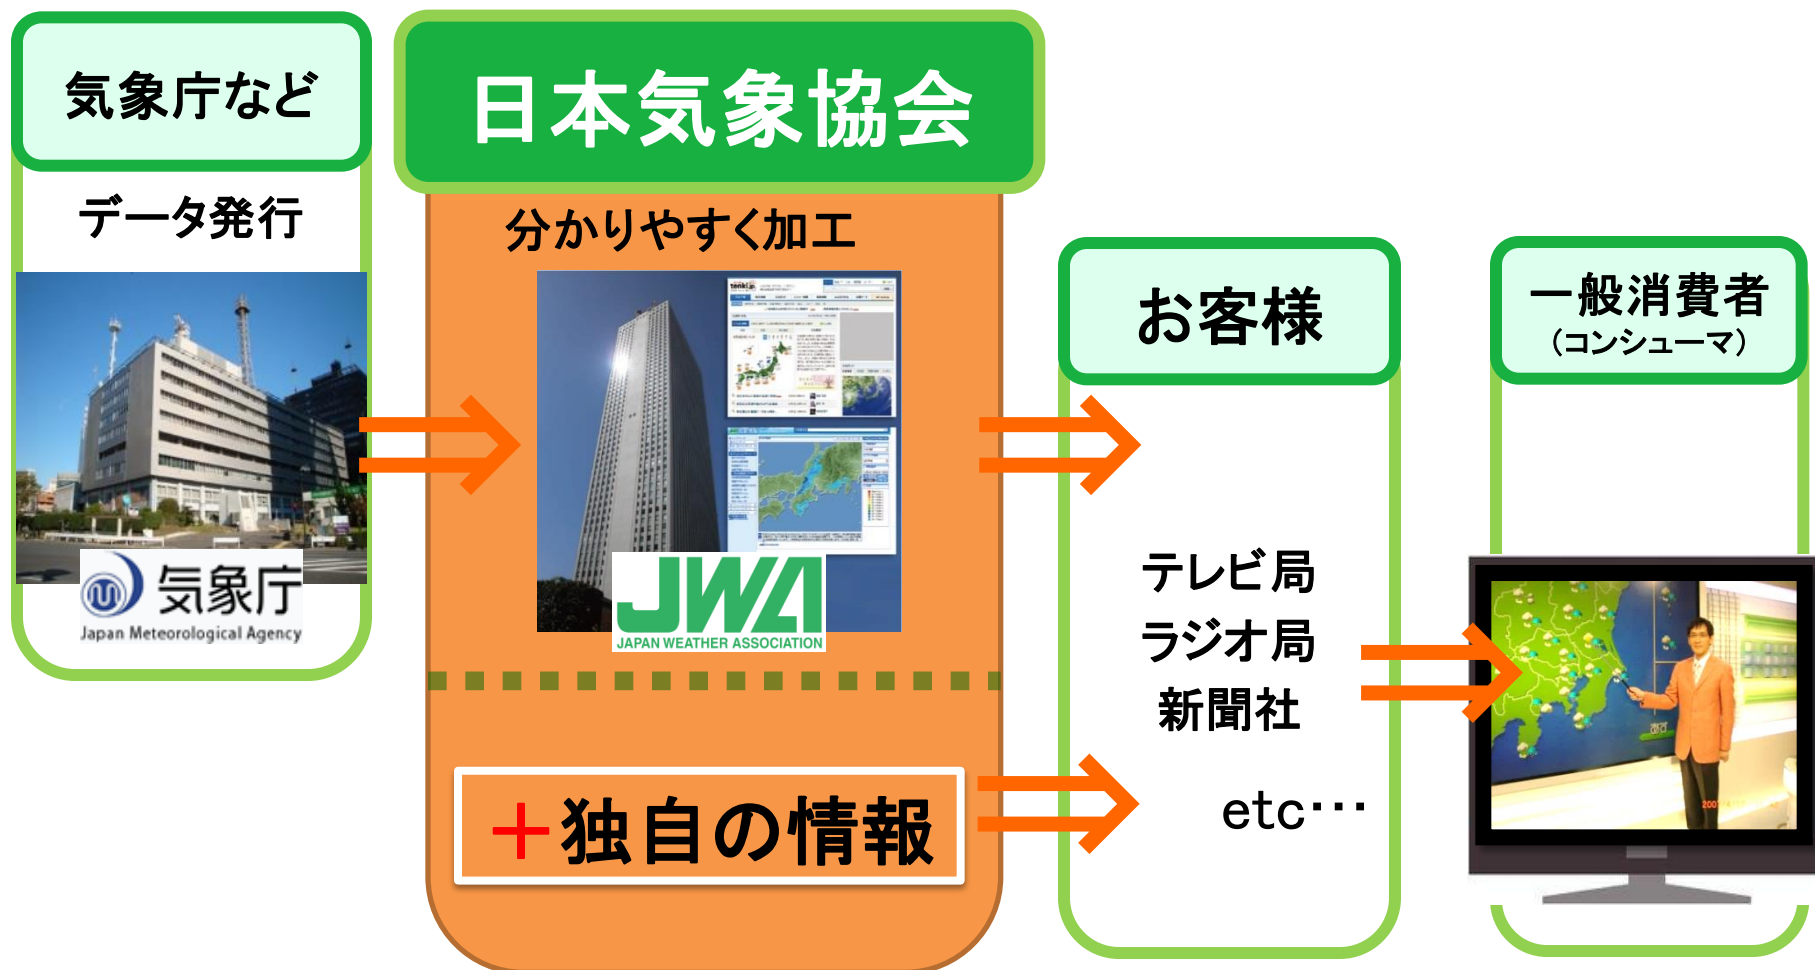 気象庁など
データ発行
気象庁
Japan Meteorological Agency
日本気象協会
分かりやすく加工
tenki.jp
JWA
JAPAN WEATHER ASSOCIATION
+独自の情報
お客様
テレビ局
ラジオ局
新聞社
etc…
一般消費者
(コンシューマ)